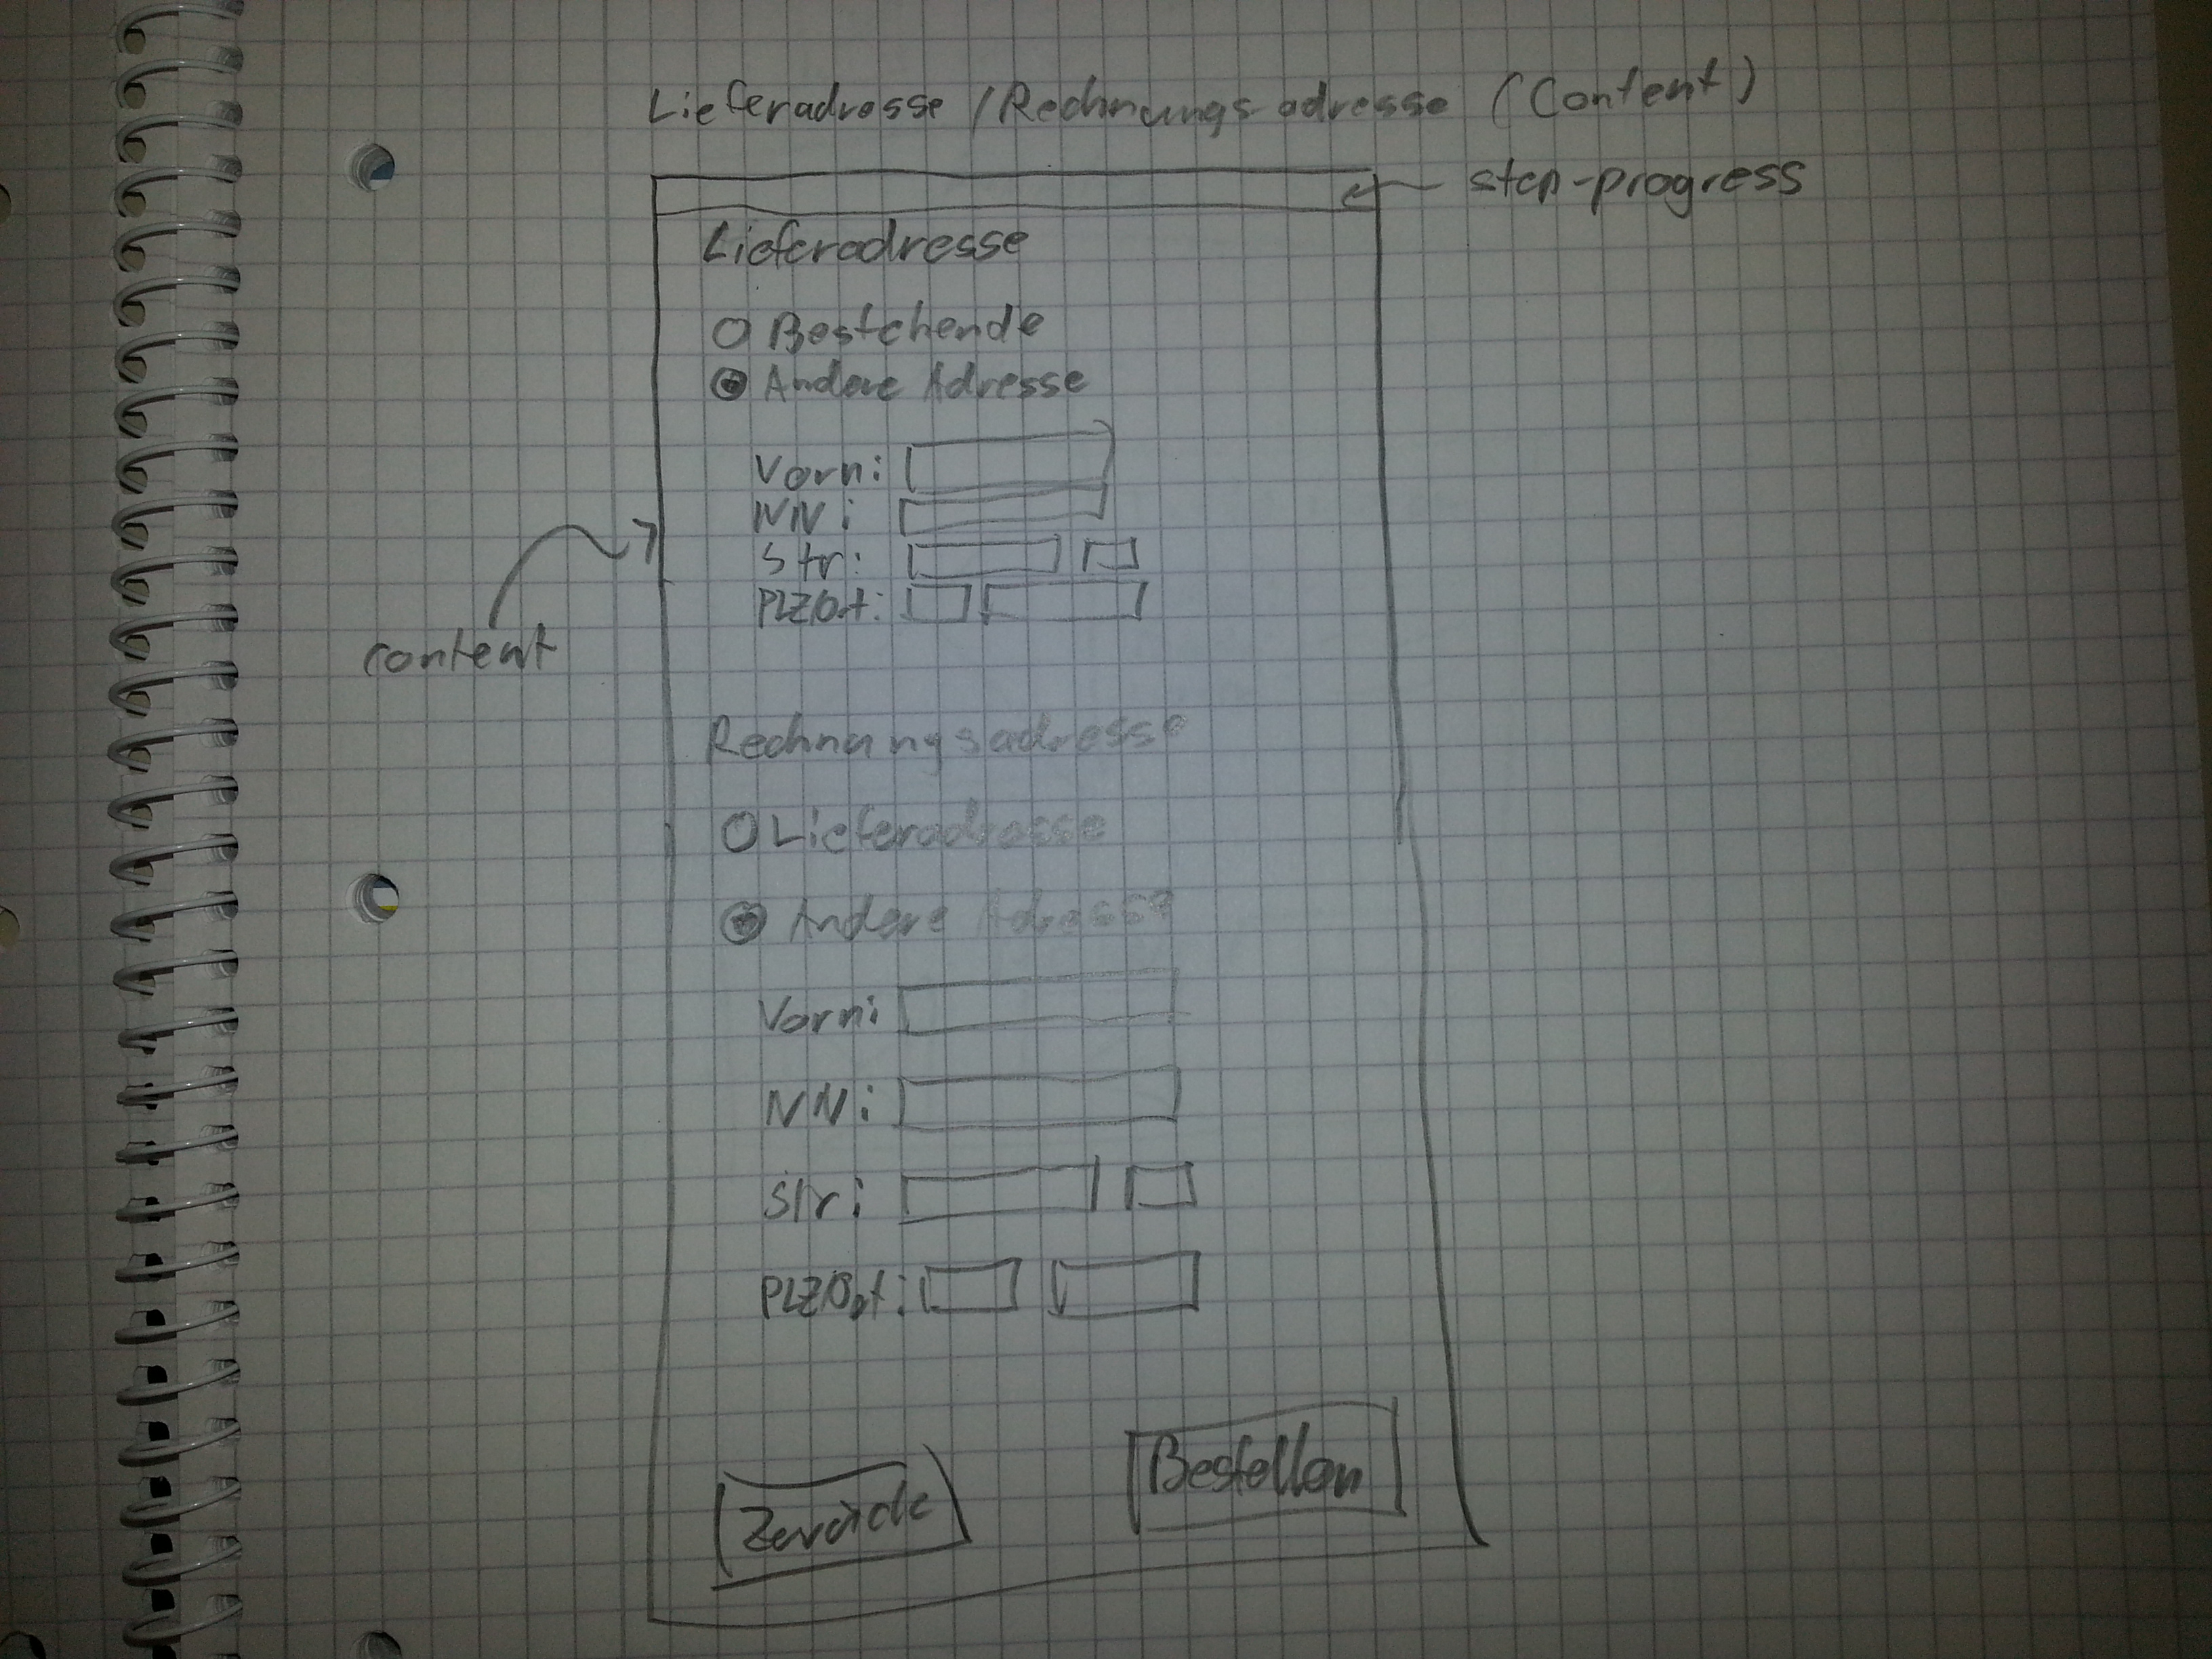 Lieferadresse / Rechnungsadresse (Content)
step-progress
Lieferadresse
Bestehende
Andere Adresse
Vorn:
NN:
Str:
PLZ/Ort:
content
Rechnungsadresse
Lieferadresse
Andere Adresse
Vorn:
NN:
Str:
PLZ/Ort:
Zurück
Bestellen